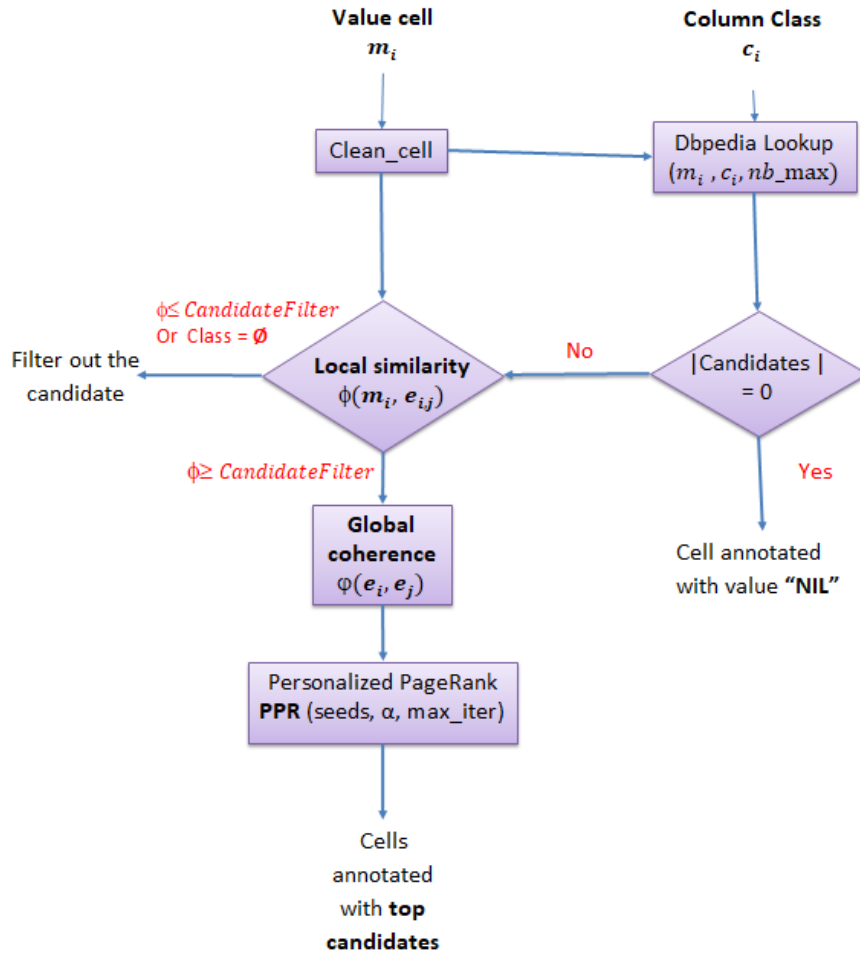 Value cell
m_i
Column Class
c_i
Clean_cell
Dbpedia Lookup
(m_i , c_i, nb_max)
ϕ≤ CandidateFilter
Or Class = Ø
Filter out the
candidate
Local similarity
ϕ(m_i, e_i,j)
No
|Candidates |
= 0
ϕ≥ CandidateFilter
Yes
Global
coherence
φ(e_i, e_j)
Cell annotated
with value “NIL”
Personalized PageRank
PPR (seeds, α, max_iter)
Cells
annotated
with top
candidates